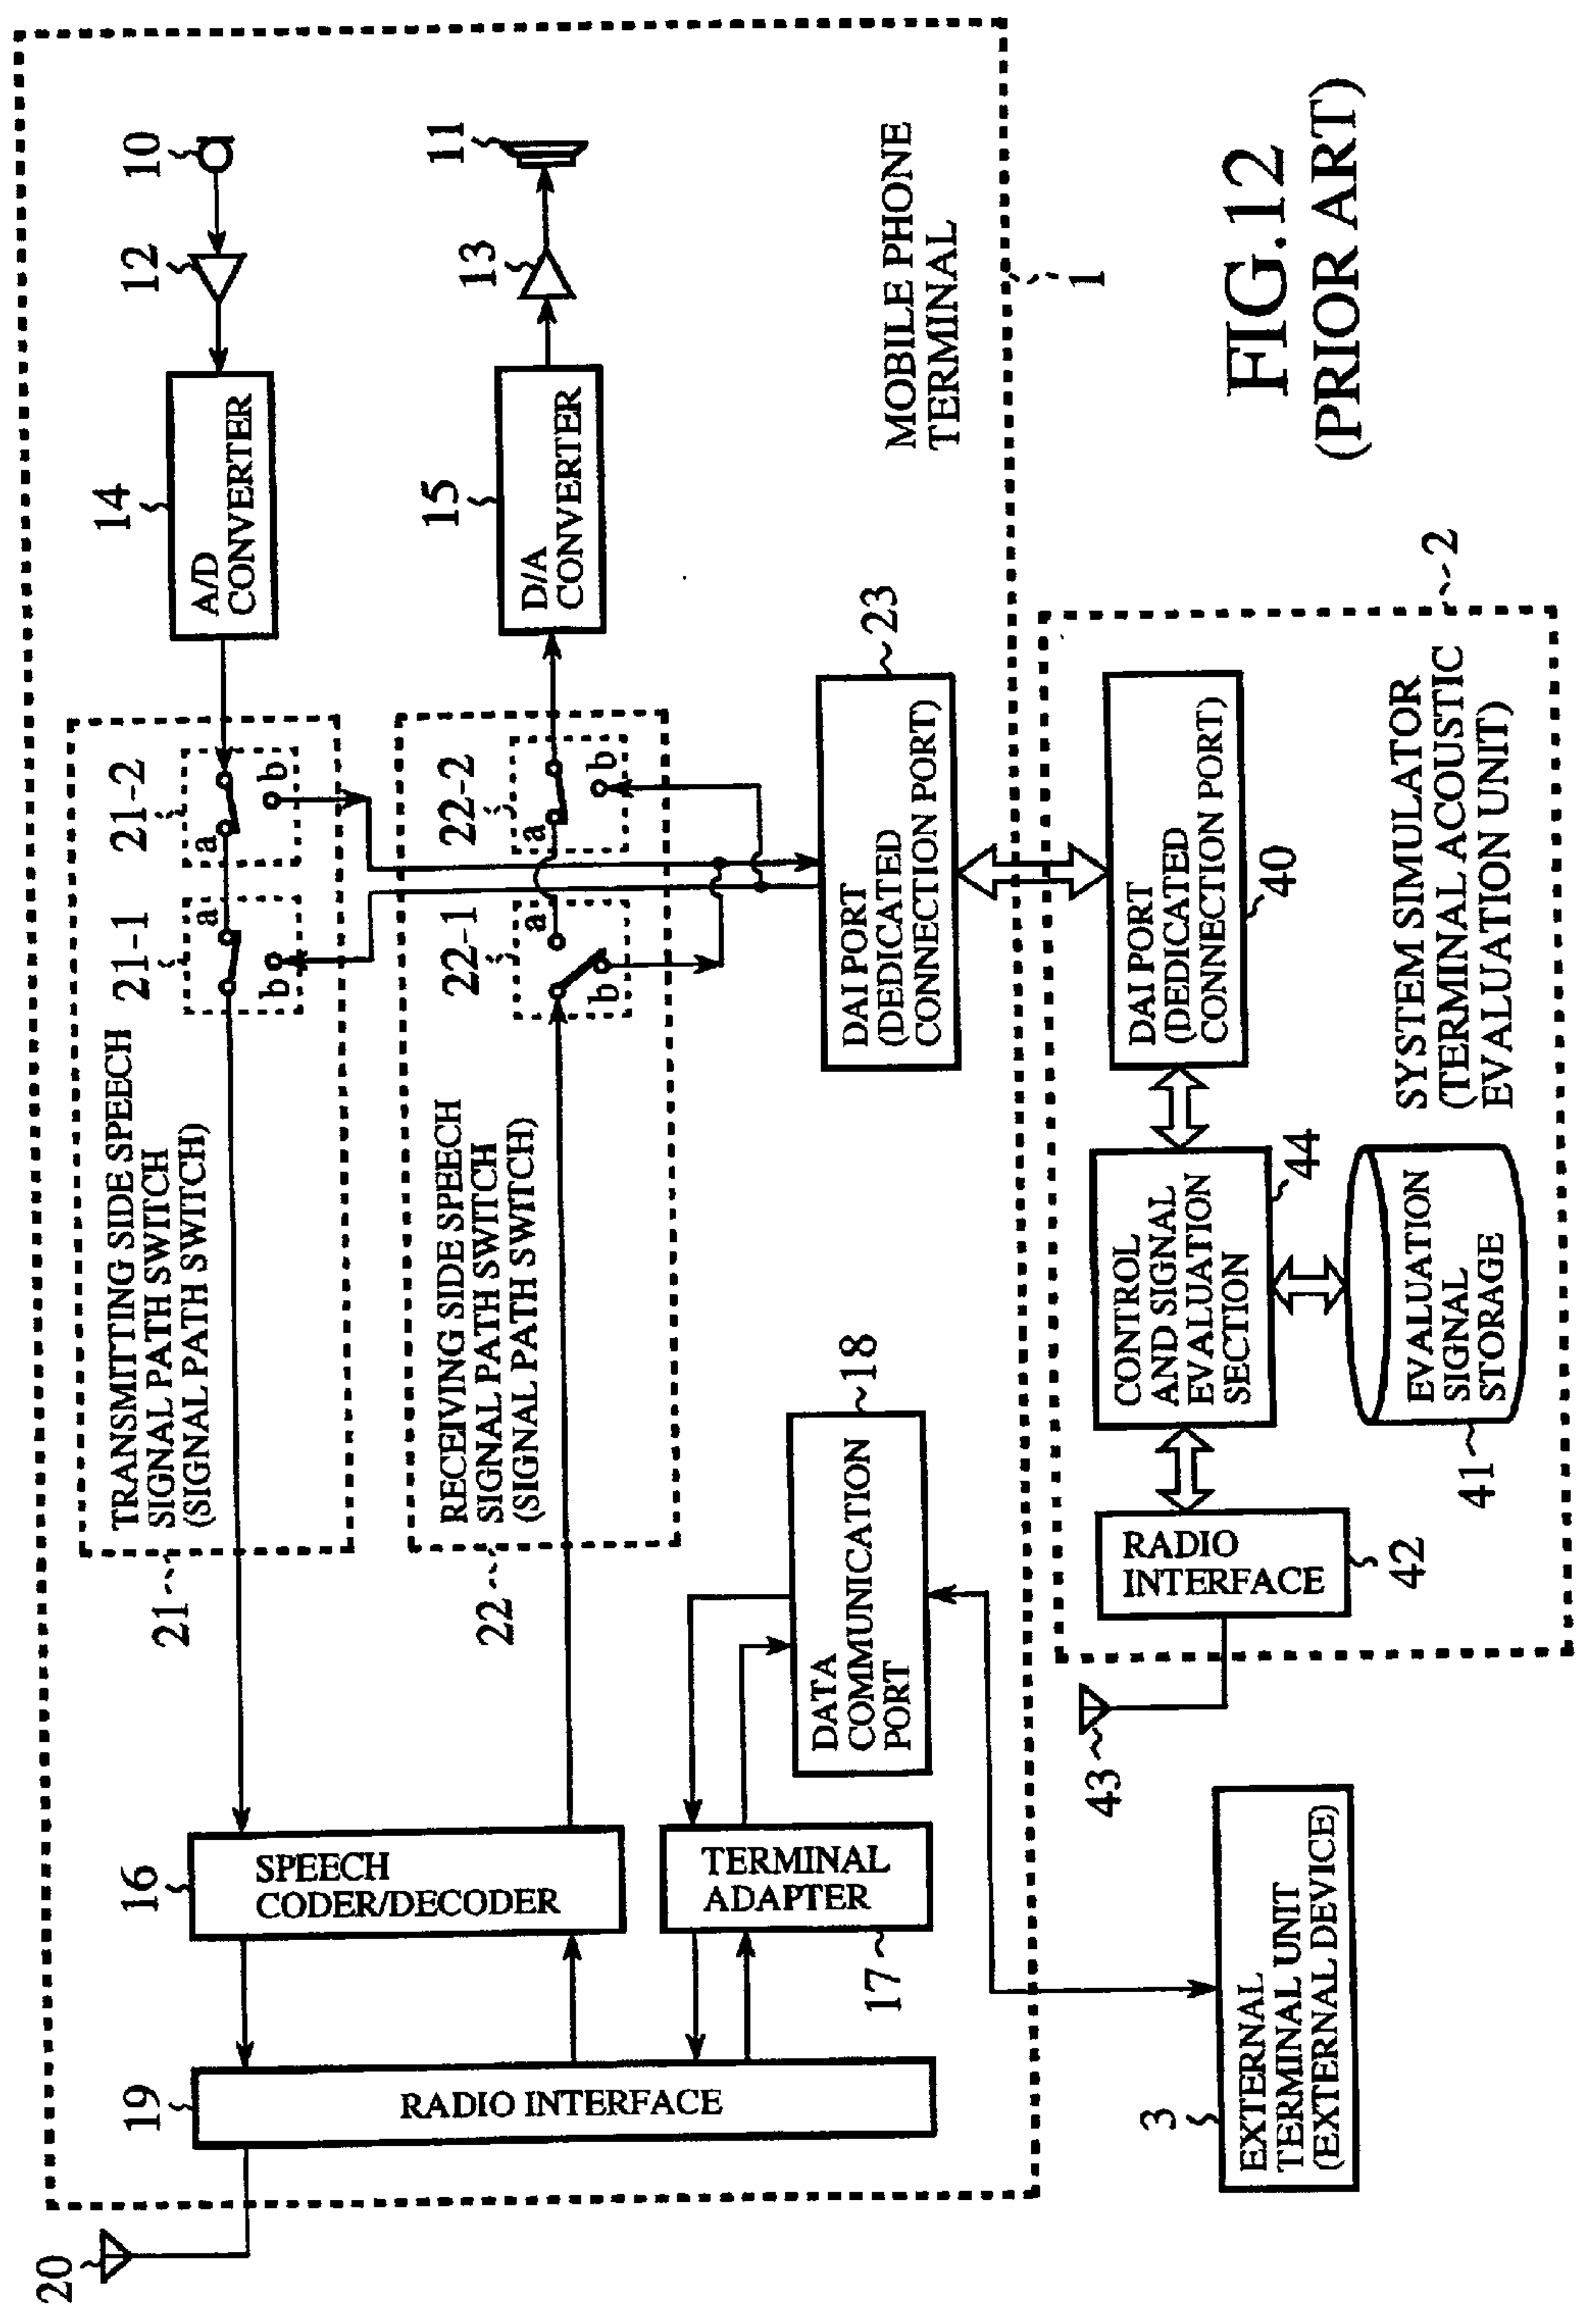 20
19
RADIO INTERFACE
16
SPEECH
CODER/DECODER
17
TERMINAL
ADAPTER
18
DATA
COMMUNICATION
PORT
21
TRANSMITTING SIDE SPEECH
SIGNAL PATH SWITCH
(SIGNAL PATH SWITCH)
21-1
a
b
21-2
a
b
22
RECEIVING SIDE SPEECH
SIGNAL PATH SWITCH
(SIGNAL PATH SWITCH)
22-1
a
b
22-2
a
b
14
A/D
CONVERTER
12
10
15
D/A
CONVERTER
13
11
23
DAI PORT
(DEDICATED
CONNECTION PORT)
MOBILE PHONE
TERMINAL
1
3
EXTERNAL
TERMINAL UNIT
(EXTERNAL DEVICE)
43
RADIO
INTERFACE
42
CONTROL
AND SIGNAL
EVALUATION
SECTION
44
41
EVALUATION
SIGNAL
STORAGE
DAI PORT
(DEDICATED
CONNECTION PORT)
40
SYSTEM SIMULATOR
(TERMINAL ACOUSTIC
EVALUATION UNIT)
2
FIG.12
(PRIOR ART)